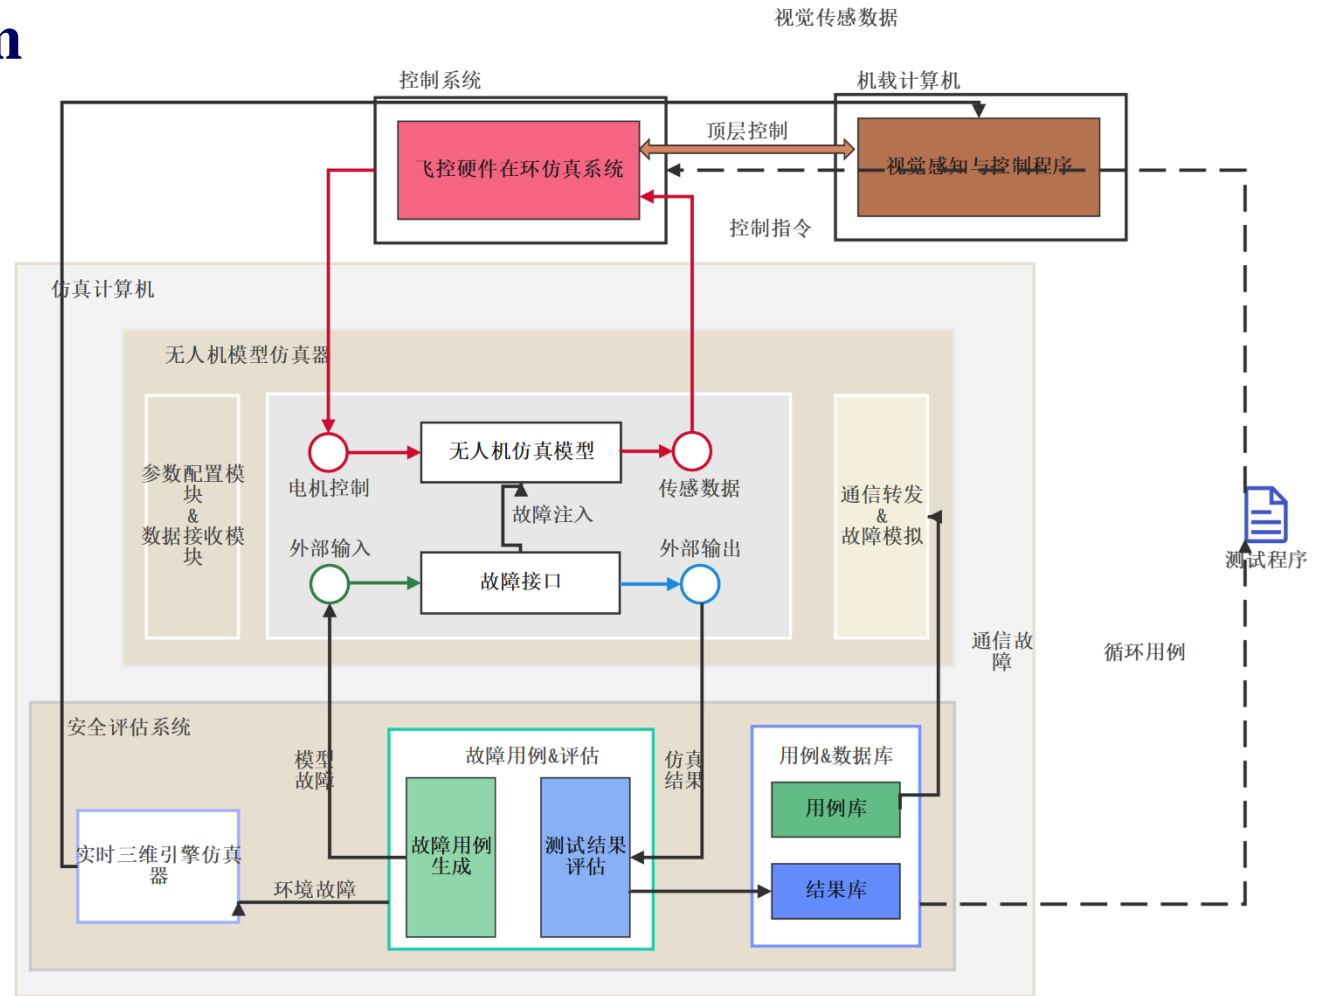 n
视觉传感数据
控制系统
机载计算机
顶层控制
飞控硬件在环仿真系统
视觉感知与控制程序
控制指令
仿真计算机
无人机模型仿真器
参数配置模
块
&
数据接收模
块
无人机仿真模型
电机控制
传感数据
故障注入
外部输入
外部输出
故障接口
通信转发
&
故障模拟
测试程序
通信故
障
循环用例
安全评估系统
模型
故障
故障用例&评估
仿真
结果
用例&数据库
用例库
故障用例
生成
测试结果
评估
实时三维引擎仿真
器
环境故障
结果库